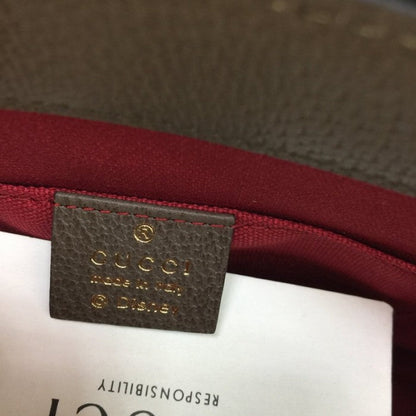 ®
GUCCI
made in italy
© Disney
RESPONSIBILITY